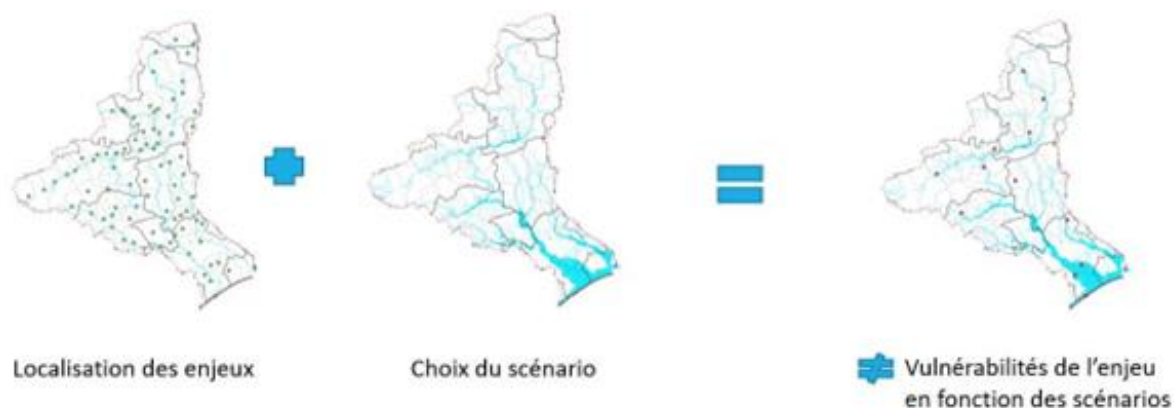 Localisation des enjeux
Choix du scénario
Vulnérabilités de l'enjeu
en fonction des scénarios